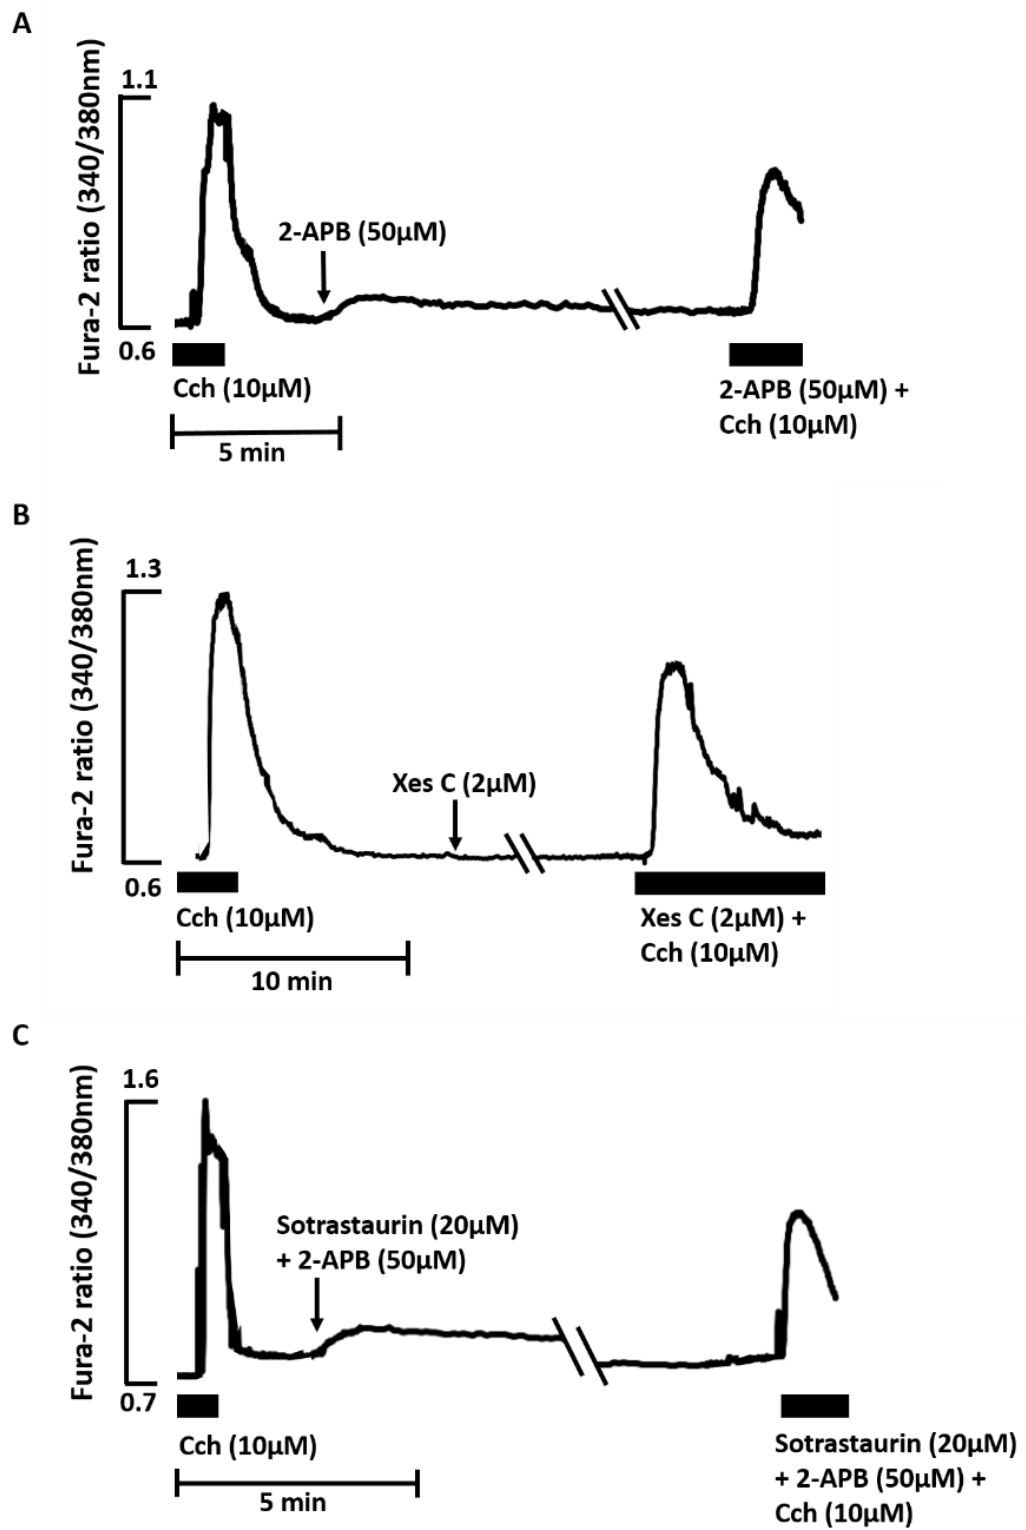 A
Fura-2 ratio (340/380nm)
1.1
0.6
2-APB (50µM)
Cch (10µM)
5 min
2-APB (50µM) +
Cch (10µM)
B
Fura-2 ratio (340/380nm)
1.3
0.6
Xes C (2µM)
Cch (10µM)
10 min
Xes C (2µM) +
Cch (10µM)
C
Fura-2 ratio (340/380nm)
1.6
0.7
Sotrastaurin (20µM)
+ 2-APB (50µM)
Cch (10µM)
5 min
Sotrastaurin (20µM)
+ 2-APB (50µM) +
Cch (10µM)